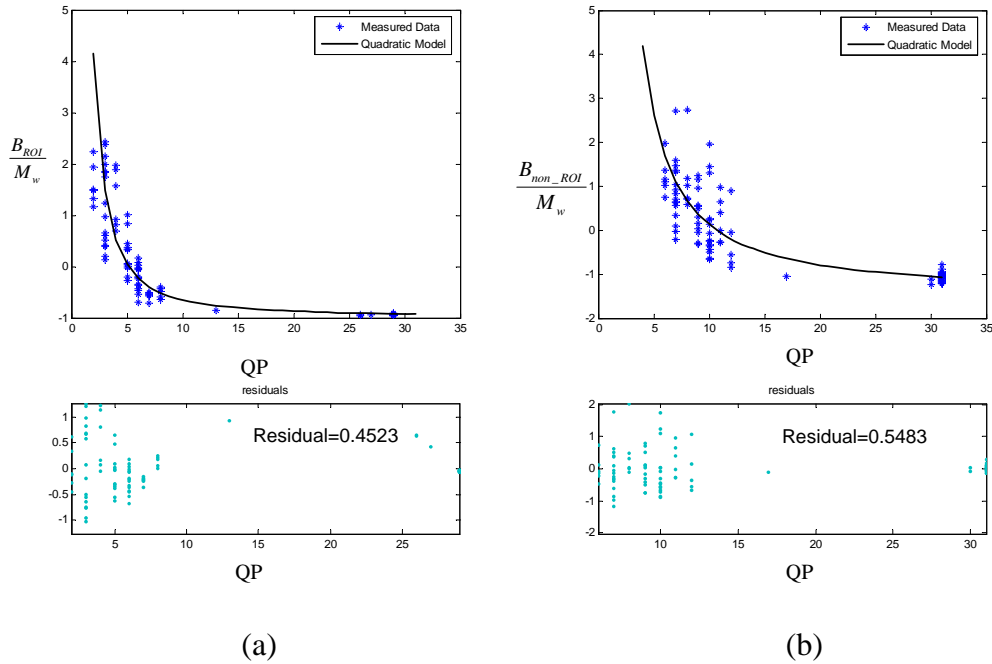 5
4
3
2
1
0
-1
0 5 10 15 20 25 30 35
Measured Data
Quadratic Model
B_ROI
M_w
QP
residuals
1
0.5
0
-0.5
-1
5 10 15 20 25
Residual=0.4523
QP
(a)
5
4
3
2
1
0
-1
-2
0 5 10 15 20 25 30 35
Measured Data
Quadratic Model
B_non_ROI
M_w
QP
residuals
2
1
0
-1
-2
10 15 20 25 30
Residual=0.5483
QP
(b)